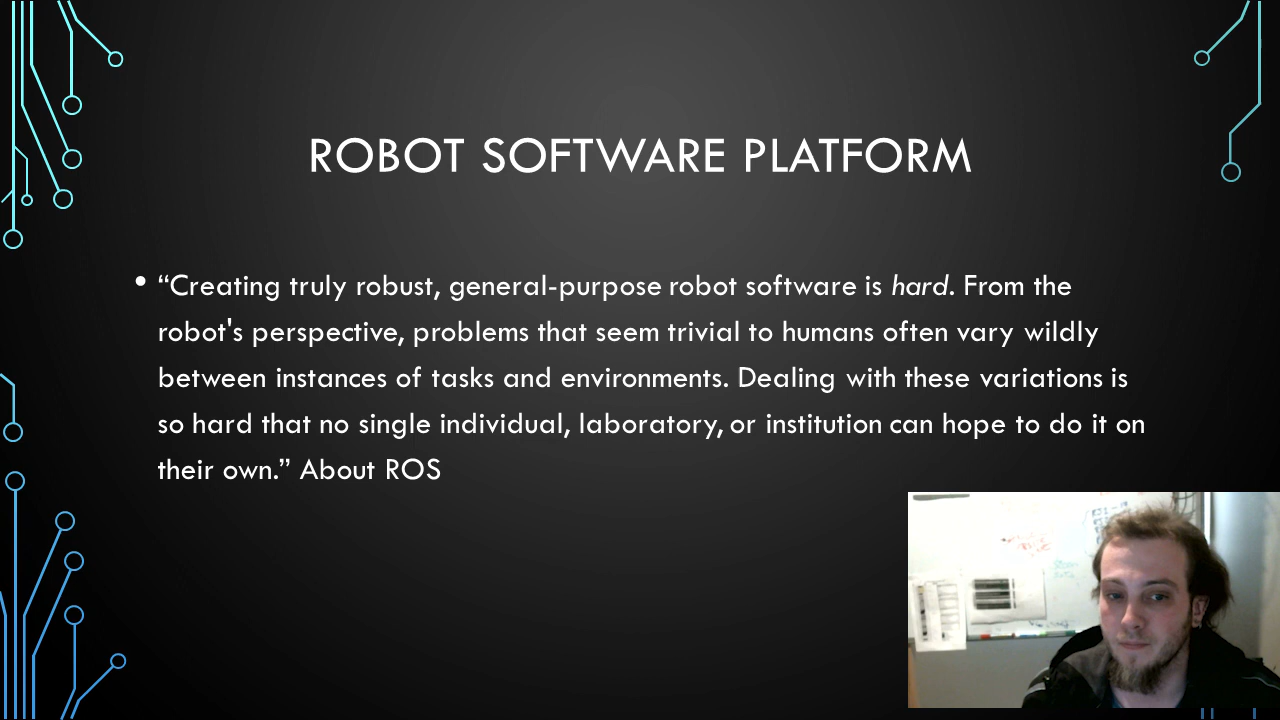 ROBOT SOFTWARE PLATFORM
• “Creating truly robust, general-purpose robot software is hard. From the
robot's perspective, problems that seem trivial to humans often vary wildly
between instances of tasks and environments. Dealing with these variations is
so hard that no single individual, laboratory, or institution can hope to do it on
their own.” About ROS